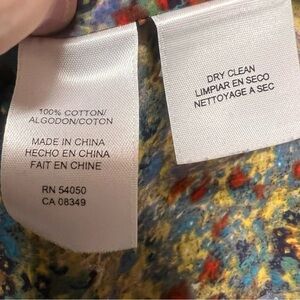 100% COTTON/
ALGODON/COTON
MADE IN CHINA
HECHO EN CHINA
FAIT EN CHINE
RN 54050
CA 08349
DRY CLEAN
LIMPIAR EN SECO
NETTOYAGE A SEC